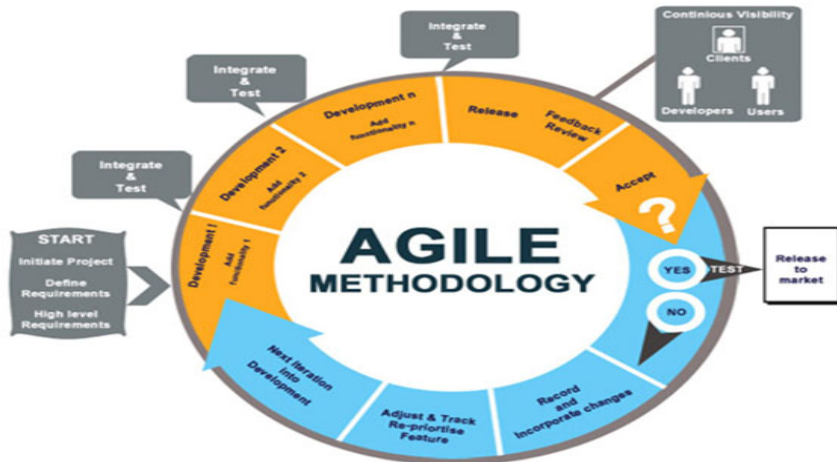 Integrate
&
Test
Continious Visibility
Clients
Developers
Users
Integrate
&
Test
Integrate
&
Test
START
Initiate Project
Define
Requirements
High level
Requirements
Development 1
Add
functionality 1
Development 2
Add
functionality 2
Development n
Add
functionality n
Release
Feedback
Review
Accept
?
YES
TEST
NO
Release
to
market
Record
and
Incorporate changes
Adjust & Track
Re-priortise
Feature
Next iteration
into
Development
AGILE
METHODOLOGY